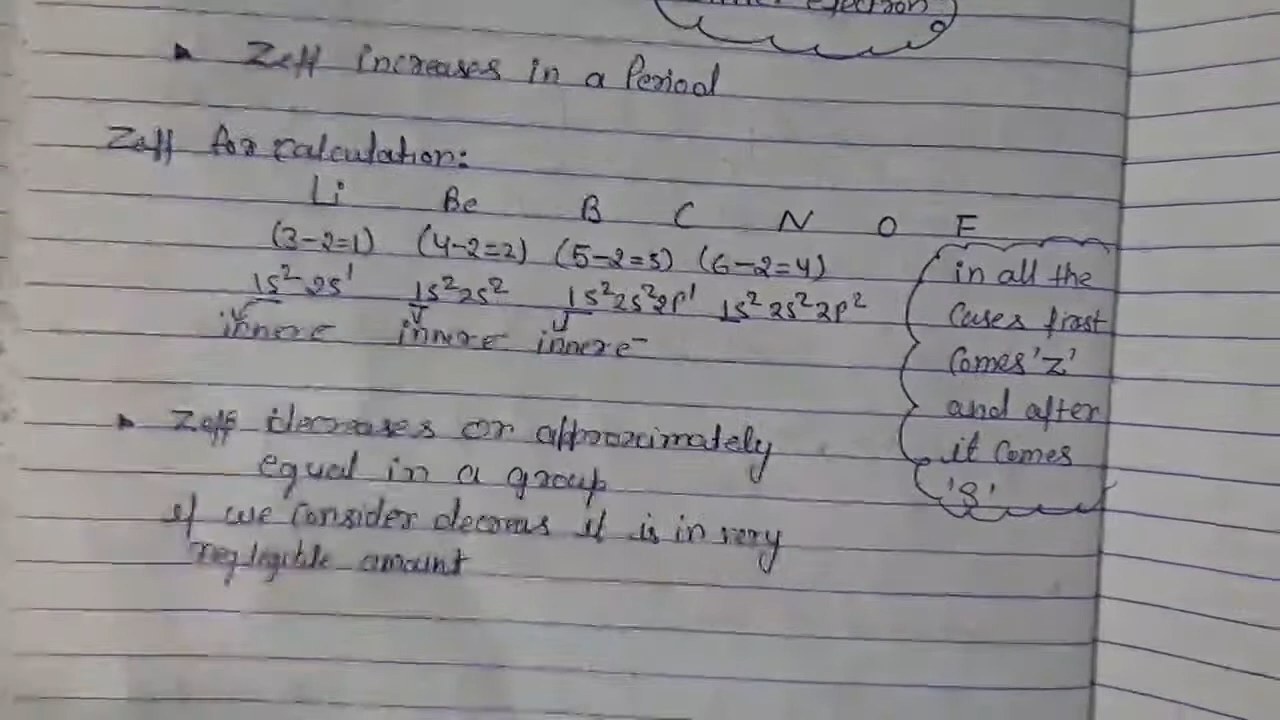 electron
▸ Zeff increases in a Period
Zeff for calculation:
Li Be B C N O F
(3-2=1) (4-2=2) (5-2=3) (6-2=4)
1s² 2s¹ 1s² 2s² 1s² 2s² 2p¹ 1s² 2s² 2p²
inner e inner e inner e⁻
in all the
Cases first
Comes 'Z'
and after
it Comes
'S'
▸ Zeff decreases or approximately
equal in a group
if we consider decreas it is in very
neglegible amount